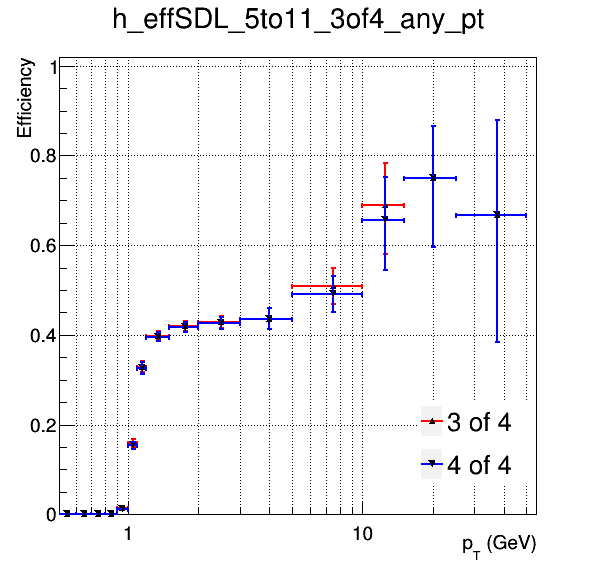 h_effSDL_5to11_3of4_any_pt
Efficiency
1
0.8
0.6
0.4
0.2
0
3 of 4
4 of 4
1
10
p_T (GeV)